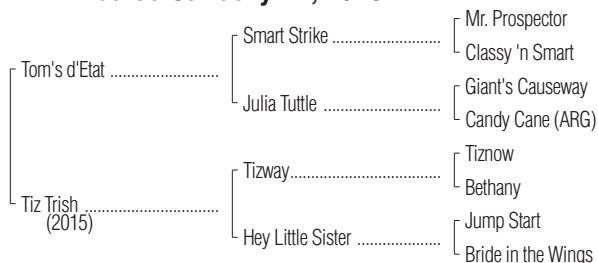 Mr. Prospector
Smart Strike ..............................
Classy 'n Smart
Tom's d'Etat ..............................
Giant's Causeway
Julia Tuttle ................................
Candy Cane (ARG)
Tiznow
Tizway........................................
Bethany
Tiz Trish ....................................
(2015)
Jump Start
Hey Little Sister .....................
Bride in the Wings